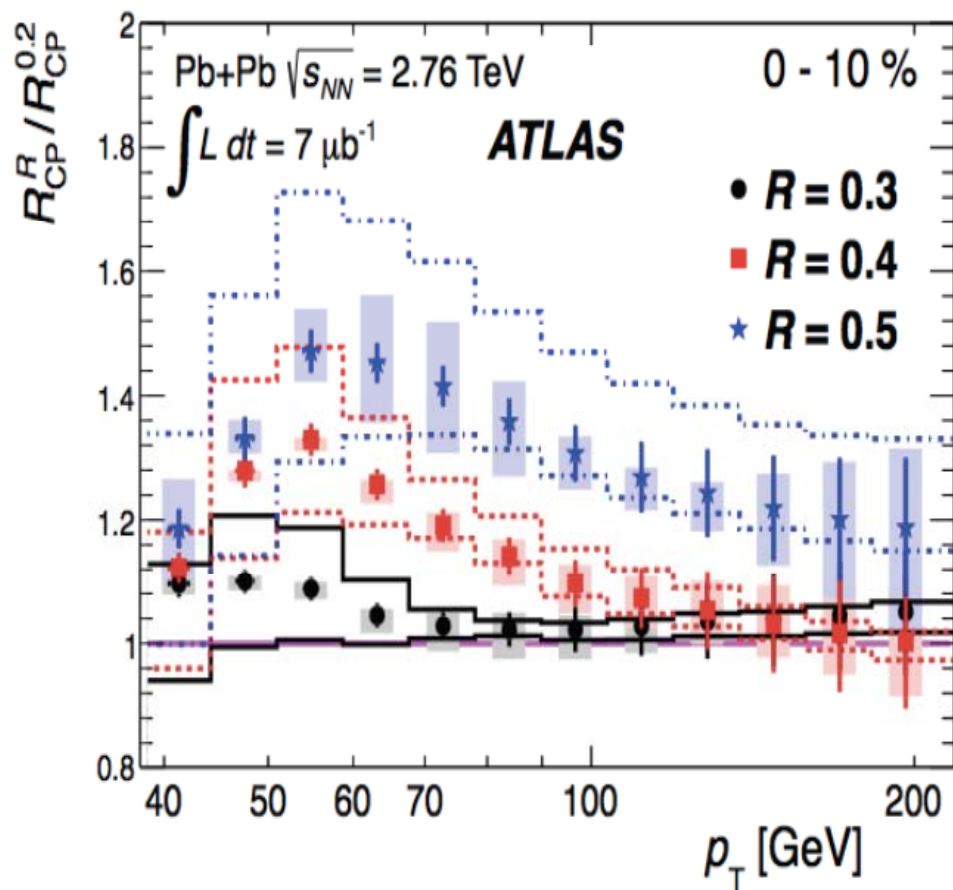 R^R_CP / R^0.2_CP
2
1.8
1.6
1.4
1.2
1
0.8
Pb+Pb √s_NN = 2.76 TeV
0 - 10 %
∫ L dt = 7 μb⁻¹
ATLAS
R = 0.3
R = 0.4
R = 0.5
40 50 60 70 100 200
p_T [GeV]